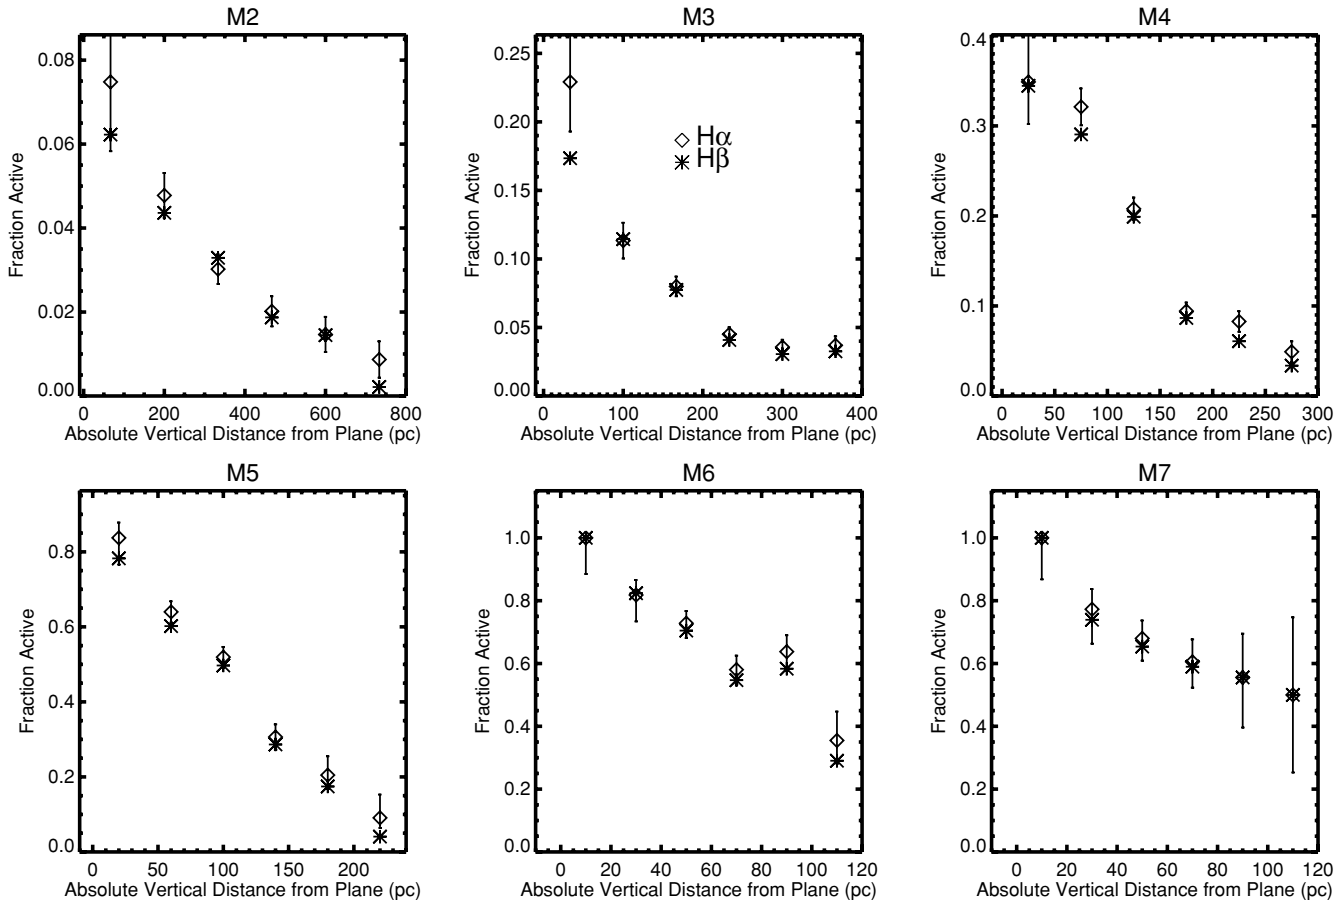 M2
0.08
0.06
0.04
0.02
0.00
Fraction Active
0 200 400 600 800
Absolute Vertical Distance from Plane (pc)
M3
0.25
0.20
0.15
0.10
0.05
0.00
Fraction Active
Hα
Hβ
0 100 200 300 400
Absolute Vertical Distance from Plane (pc)
M4
0.4
0.3
0.2
0.1
0.0
Fraction Active
0 50 100 150 200 250 300
Absolute Vertical Distance from Plane (pc)
M5
0.8
0.6
0.4
0.2
0.0
Fraction Active
0 50 100 150 200
Absolute Vertical Distance from Plane (pc)
M6
1.0
0.8
0.6
0.4
0.2
0.0
Fraction Active
0 20 40 60 80 100 120
Absolute Vertical Distance from Plane (pc)
M7
1.0
0.8
0.6
0.4
0.2
0.0
Fraction Active
0 20 40 60 80 100 120
Absolute Vertical Distance from Plane (pc)